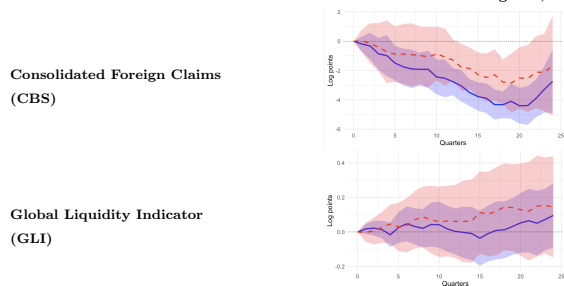 2
0
-2
-4
-6
Log points
0
5
10
15
20
25
Quarters
Consolidated Foreign Claims
(CBS)
0.4
0.2
0.0
-0.2
Log points
0
5
10
15
20
25
Quarters
Global Liquidity Indicator
(GLI)